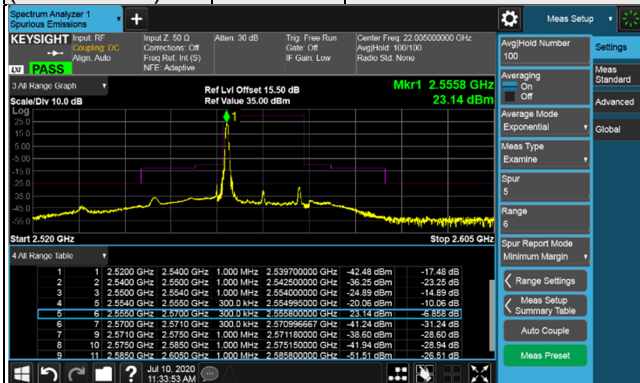 Spectrum Analyzer 1
Spurious Emissions
Meas Setup
KEYSIGHT Input: RF
Coupling: DC
Align: Auto
Input Z: 50 Ω
Corrections: Off
Freq Ref: Int (S)
NFE: Adaptive
Atten: 30 dB
Trig: Free Run
Gate: Off
IF Gain: Low
Center Freq: 22.005000000 GHz
Avg|Hold: 100/100
Radio Std: None
LXI PASS
3 All Range Graph
Scale/Div 10.0 dB
Ref Lvl Offset 15.50 dB
Ref Value 35.00 dBm
Mkr1 2.5558 GHz
23.14 dBm
Log
25.0
15.0
5.00
-5.00
-15.0
-25.0
-35.0
-45.0
-55.0
1
Start 2.520 GHz
Stop 2.605 GHz
4 All Range Table
1 1 2.5200 GHz 2.5400 GHz 1.000 MHz 2.539700000 GHz -42.48 dBm -17.48 dB
2 2 2.5400 GHz 2.5430 GHz 1.000 MHz 2.542500000 GHz -36.25 dBm -23.25 dB
3 3 2.5500 GHz 2.5540 GHz 1.000 MHz 2.554000000 GHz -24.89 dBm -14.89 dB
4 5 2.5540 GHz 2.5550 GHz 300.0 kHz 2.554995000 GHz -20.06 dBm -10.06 dB
5 6 2.5550 GHz 2.5700 GHz 300.0 kHz 2.555800000 GHz 23.14 dBm -6.858 dB
6 7 2.5700 GHz 2.5710 GHz 300.0 kHz 2.570996667 GHz -41.24 dBm -31.24 dB
7 9 2.5710 GHz 2.5750 GHz 1.000 MHz 2.571180000 GHz -38.60 dBm -28.60 dB
8 10 2.5750 GHz 2.5850 GHz 1.000 MHz 2.575150000 GHz -41.94 dBm -28.94 dB
9 11 2.5850 GHz 2.6050 GHz 1.000 MHz 2.585800000 GHz -51.51 dBm -26.51 dB
Avg|Hold Number
100
Averaging
On
Off
Average Mode
Exponential
Meas Type
Examine
Spur
5
Range
6
Spur Report Mode
Minimum Margin
Range Settings
Meas Setup
Summary Table
Auto Couple
Meas Preset
Settings
Meas
Standard
Advanced
Global
Jul 10, 2020
11:33:53 AM